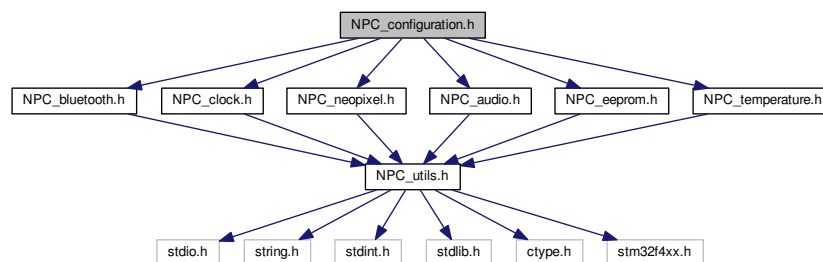 NPC_configuration.h
NPC_bluetooth.h
NPC_clock.h
NPC_neopixel.h
NPC_audio.h
NPC_eeprom.h
NPC_temperature.h
NPC_utils.h
stdio.h
string.h
stdint.h
stdlib.h
ctype.h
stm32f4xx.h